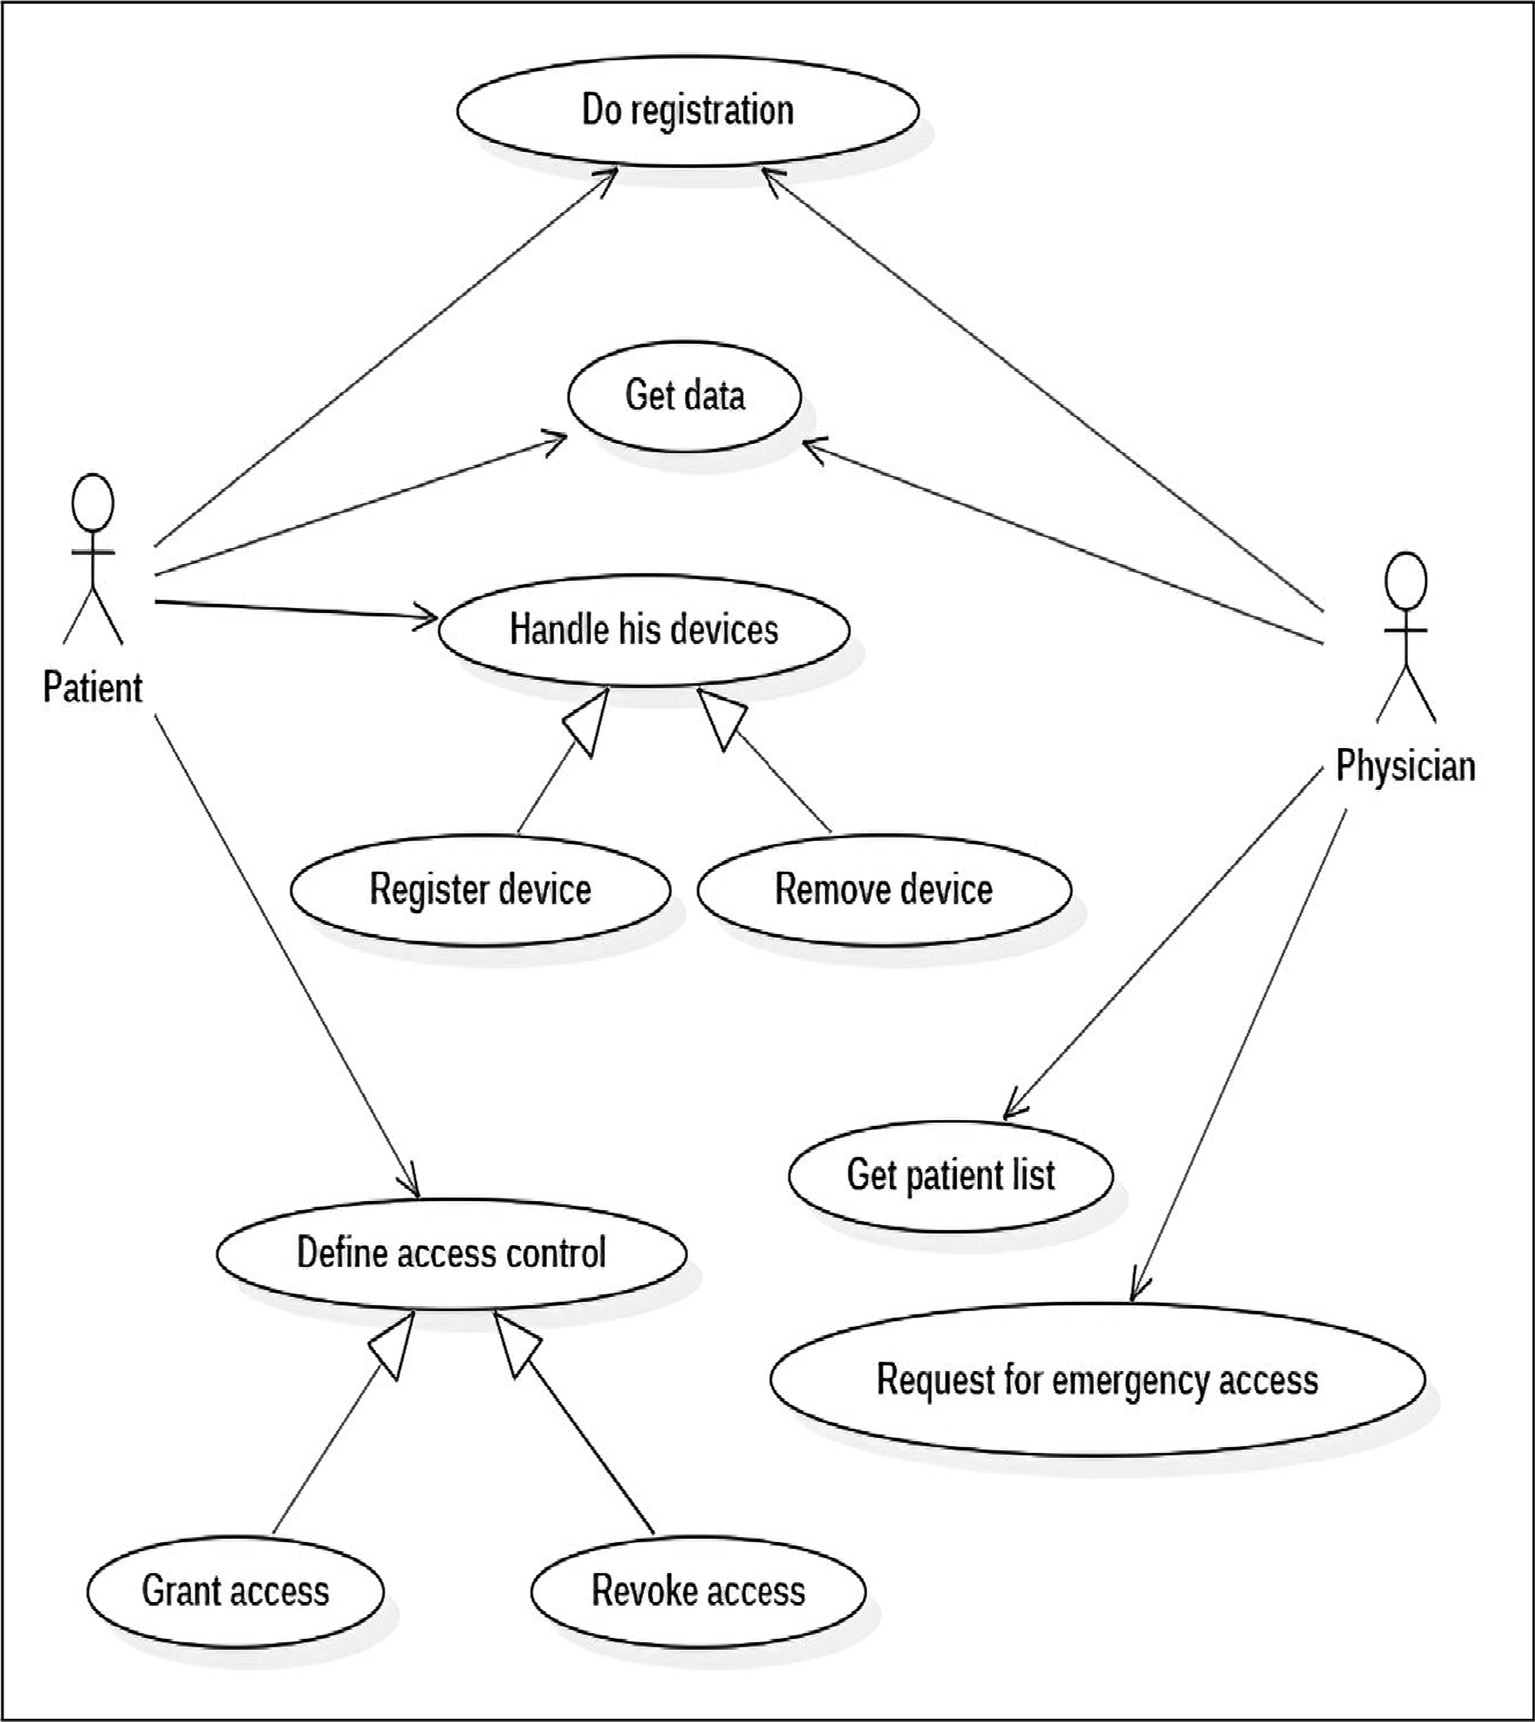 Do registration
Get data
Handle his devices
Patient
Physician
Register device
Remove device
Get patient list
Define access control
Request for emergency access
Grant access
Revoke access